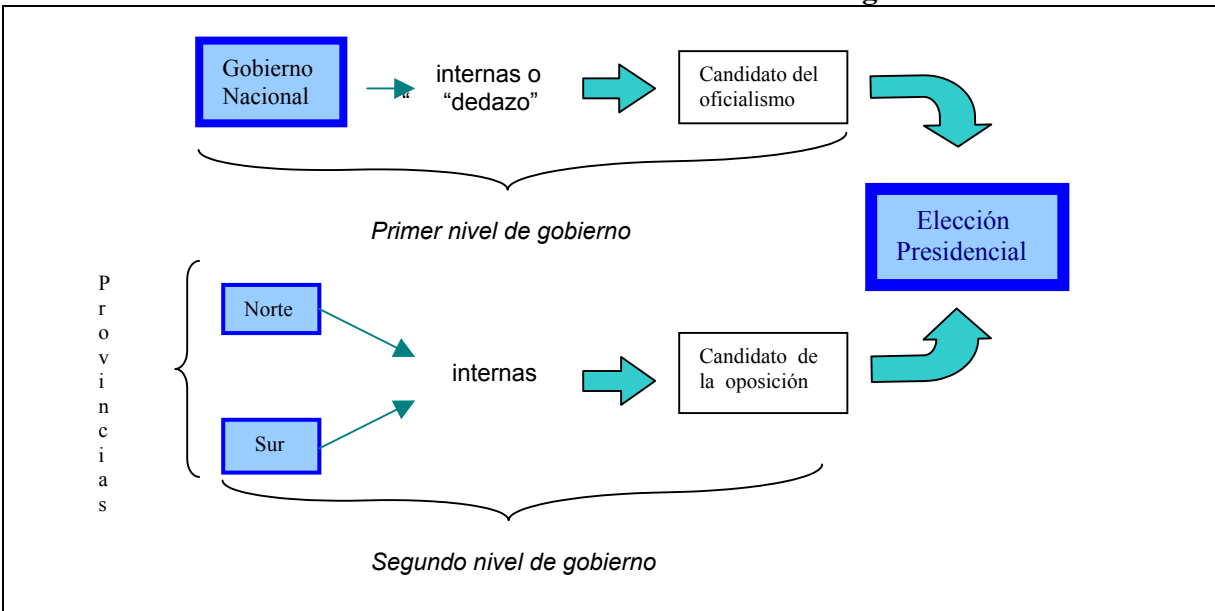 Gobierno
Nacional
“
internas o
“dedazo”
Candidato del
oficialismo
Primer nivel de gobierno
Elección
Presidencial
Provincias
Norte
Sur
internas
Candidato de
la oposición
Segundo nivel de gobierno